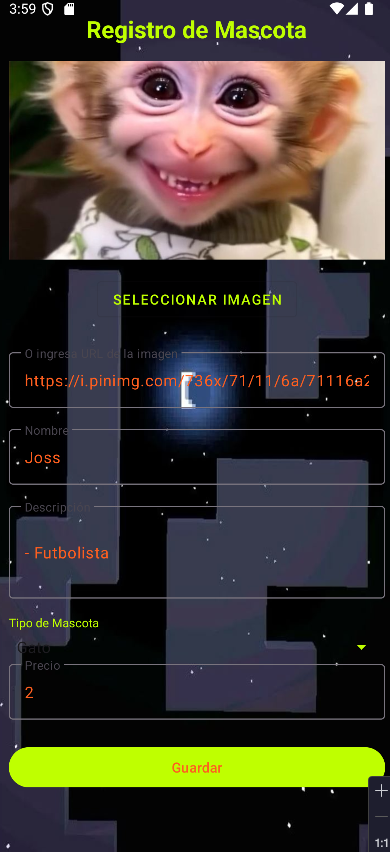 3:59
Registro de Mascota
SELECCIONAR IMAGEN
O ingresa URL de la imagen
https://i.pinimg.com/736x/71/11/6a/71116
Nombre
Joss
Descripción
- Futbolista
Tipo de Mascota
Gato
Precio
2
Guardar
1:1